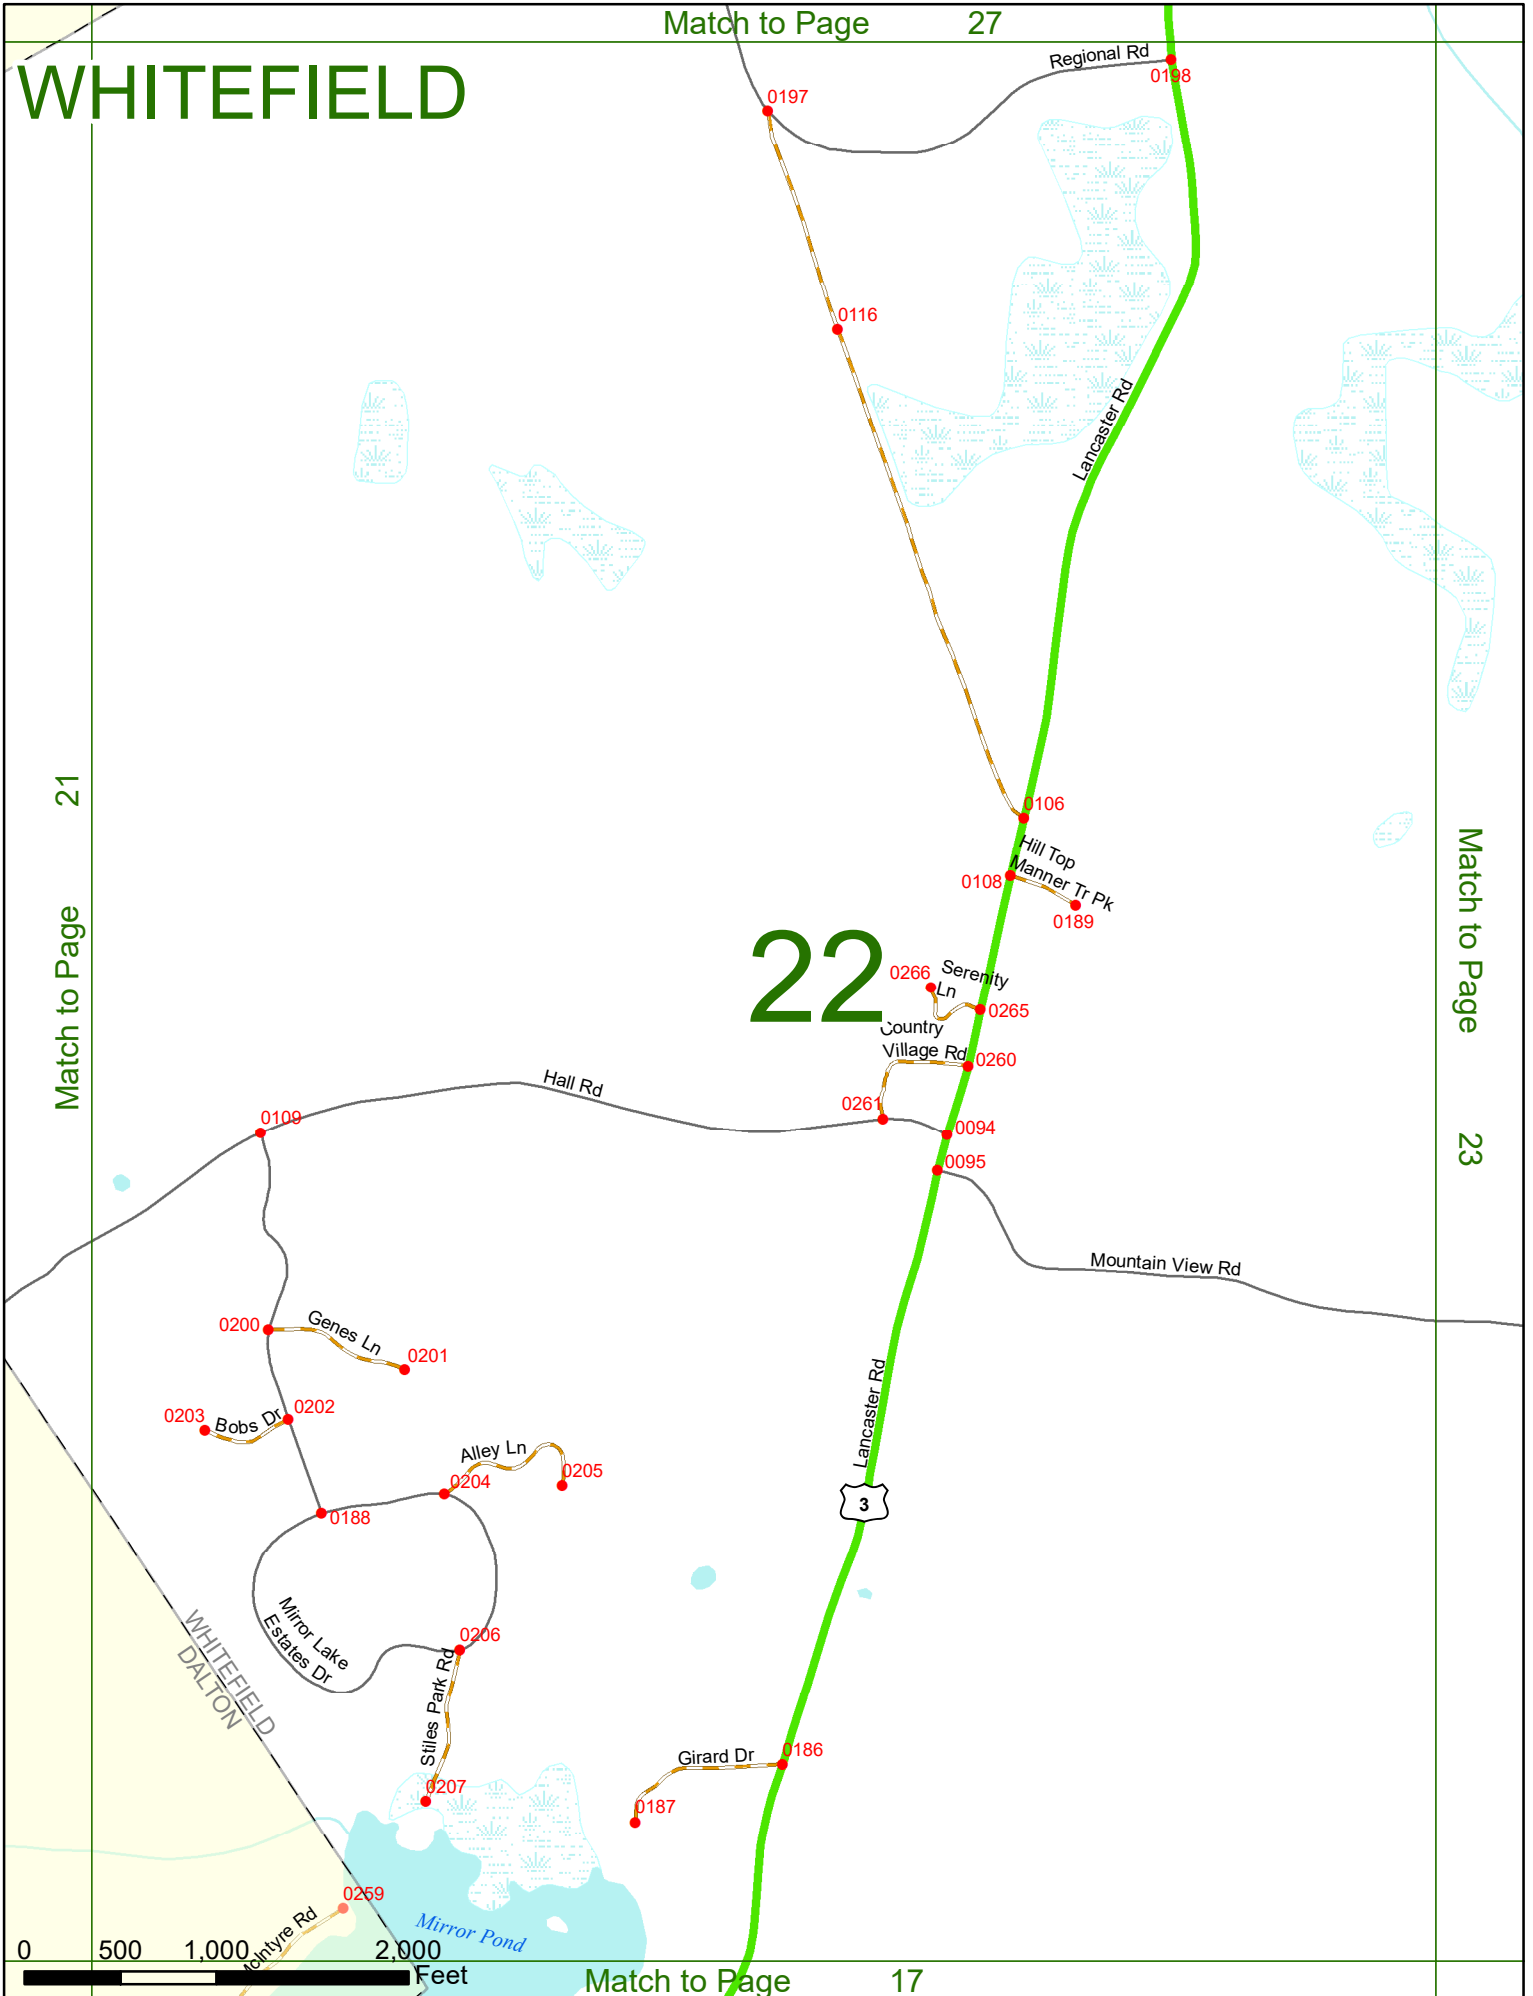 Match to Page 27
WHITEFIELD
Regional Rd
0198
0197
0116
Lancaster Rd
21
Match to Page
0106
Hill Top
Manner Tr Pk
0108
0189
Match to Page
23
22
0266
Serenity
Ln
0265
Country
Village Rd
0260
0261
Hall Rd
0109
0094
0095
Mountain View Rd
0200
Genes Ln
0201
0203
Bobs Dr
0202
Alley Ln
0204
0205
0188
Lancaster Rd
3
Mirror Lake
Estates Dr
0206
WHITEFIELD
DALTON
Stiles Park Rd
0207
Girard Dr
0186
0187
0259
McIntyre Rd
Mirror Pond
0 500 1,000 2,000
Feet
Match to Page 17